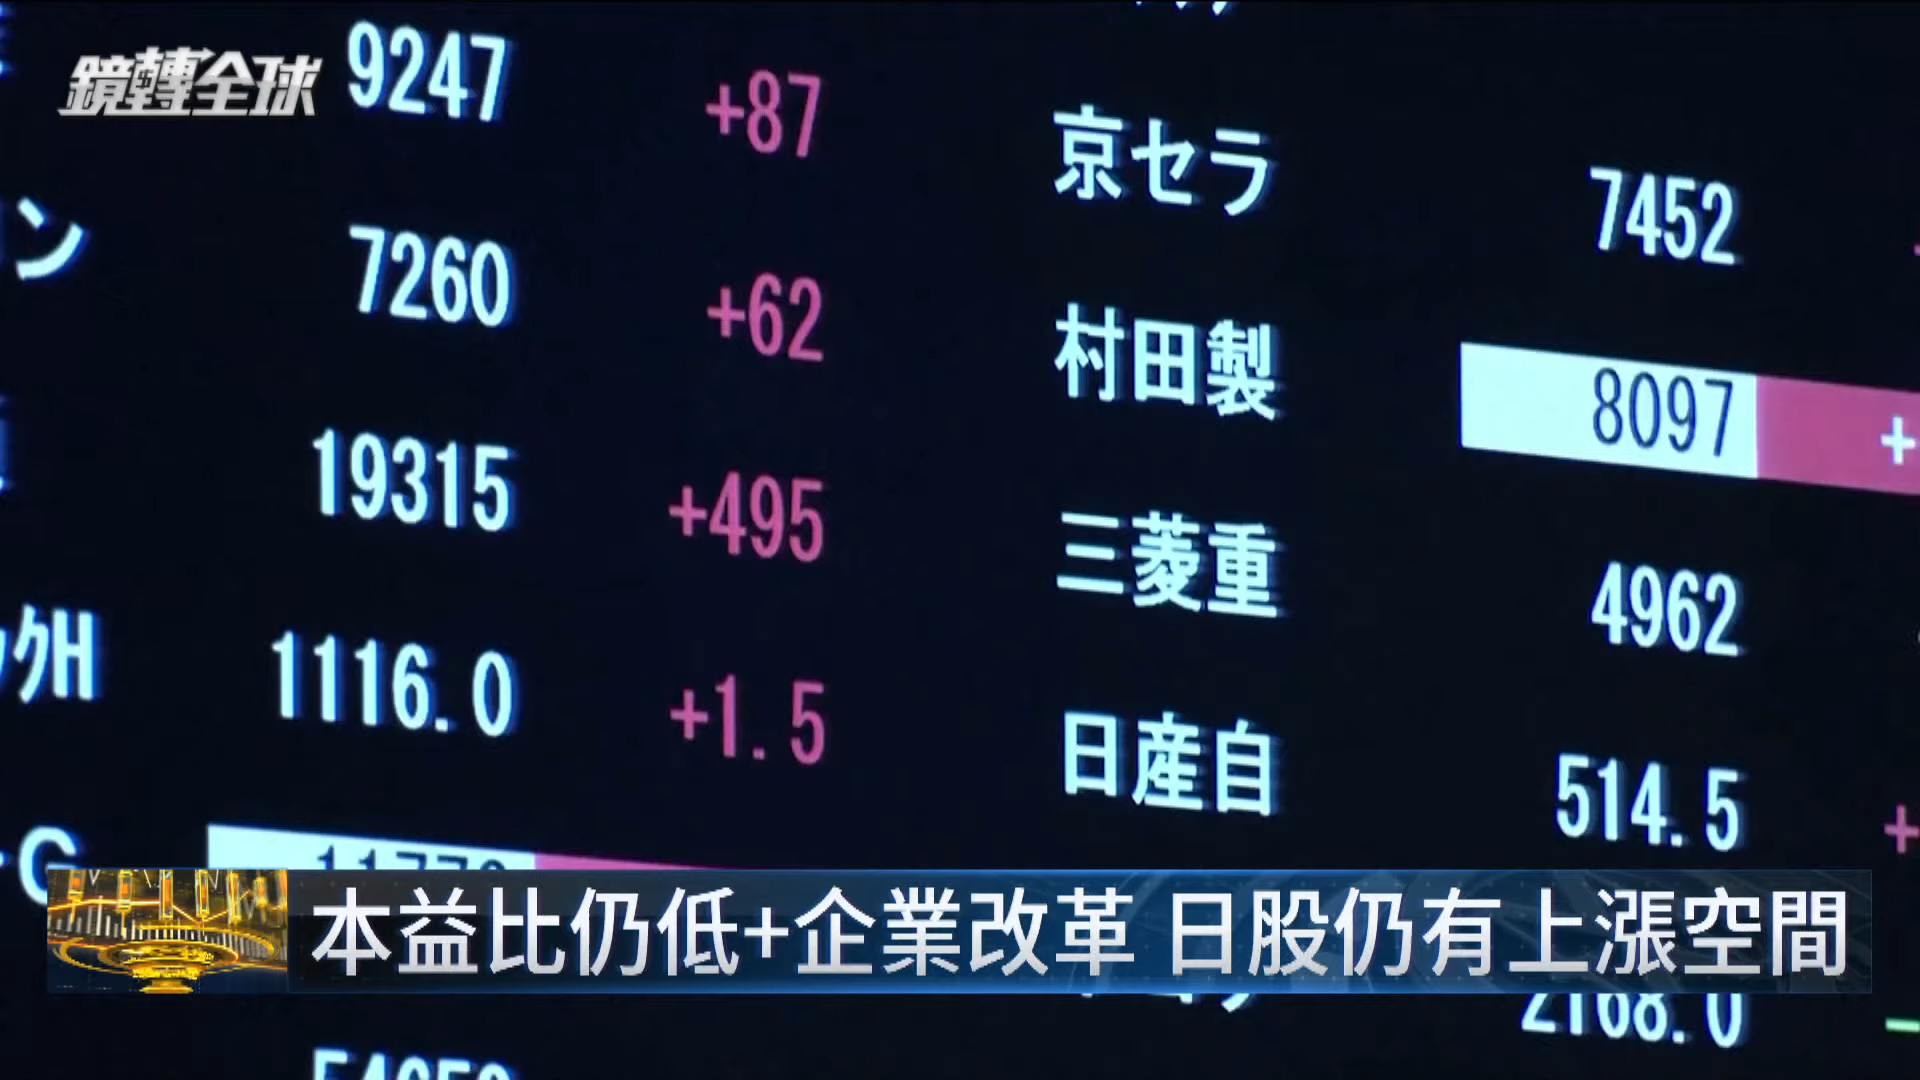 鏡轉全球
9247 +87
ン 7260 +62
19315 +495
ックH 1116.0 +1.5
G
京セラ 7452
村田製 8097 +
三菱重 4962
日産自 514.5 +
2168.0 -
本益比仍低+企業改革 日股仍有上漲空間